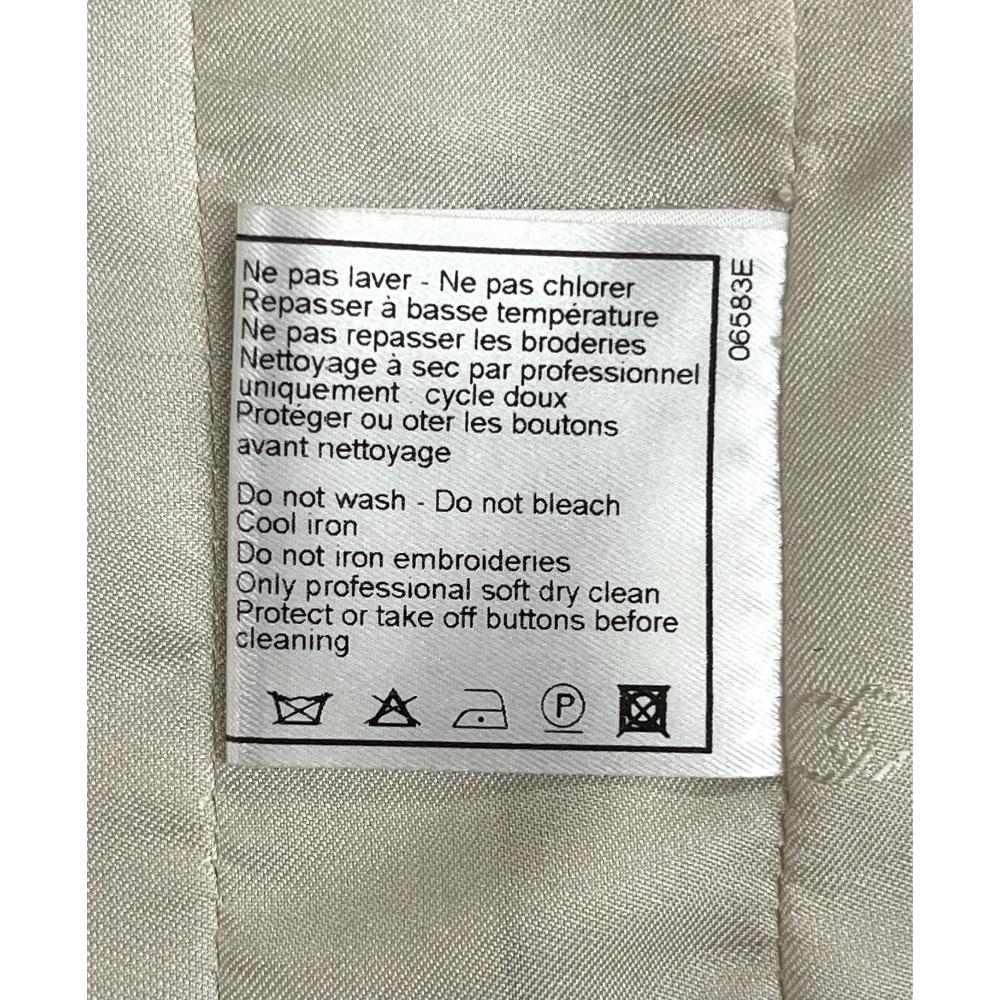 Ne pas laver - Ne pas chlorer
Repasser à basse température
Ne pas repasser les broderies
Nettoyage à sec par professionnel
uniquement : cycle doux
Protéger ou oter les boutons
avant nettoyage
Do not wash - Do not bleach
Cool iron
Do not iron embroideries
Only professional soft dry clean
Protect or take off buttons before
cleaning
P
06583E